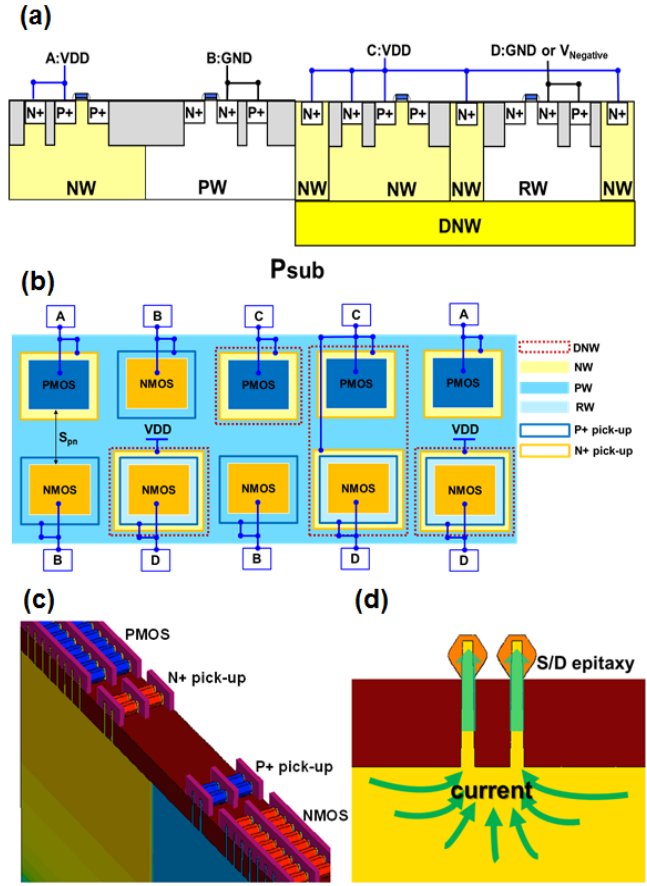 (a)
A:VDD
B:GND
C:VDD
D:GND or VNegative
N+ P+ P+ N+ N+ P+ N+ N+ P+ P+ N+ N+ N+ P+ N+
NW PW NW NW NW RW NW
DNW
Psub
(b)
A B C C A
PMOS NMOS PMOS PMOS PMOS
Spn
VDD VDD
NMOS NMOS NMOS NMOS NMOS
B D B D D
DNW
NW
PW
RW
P+ pick-up
N+ pick-up
(c)
PMOS
N+ pick-up
P+ pick-up
NMOS
(d)
S/D epitaxy
current